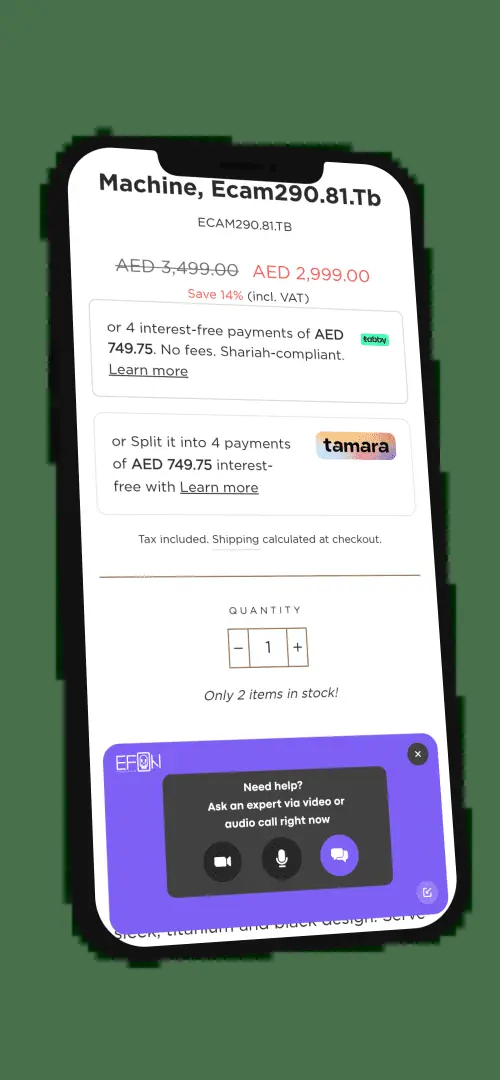 Machine, Ecam290.81.Tb
ECAM290.81.TB
AED 3,499.00 AED 2,999.00
Save 14% (incl. VAT)
or 4 interest-free payments of AED
749.75. No fees. Shariah-compliant.
Learn more
tabby
or Split it into 4 payments
of AED 749.75 interest-
free with Learn more
tamara
Tax included. Shipping calculated at checkout.
QUANTITY
− 1 +
Only 2 items in stock!
Need help?
Ask an expert via video or
audio call right now
sleek, titanium and black design. Serve